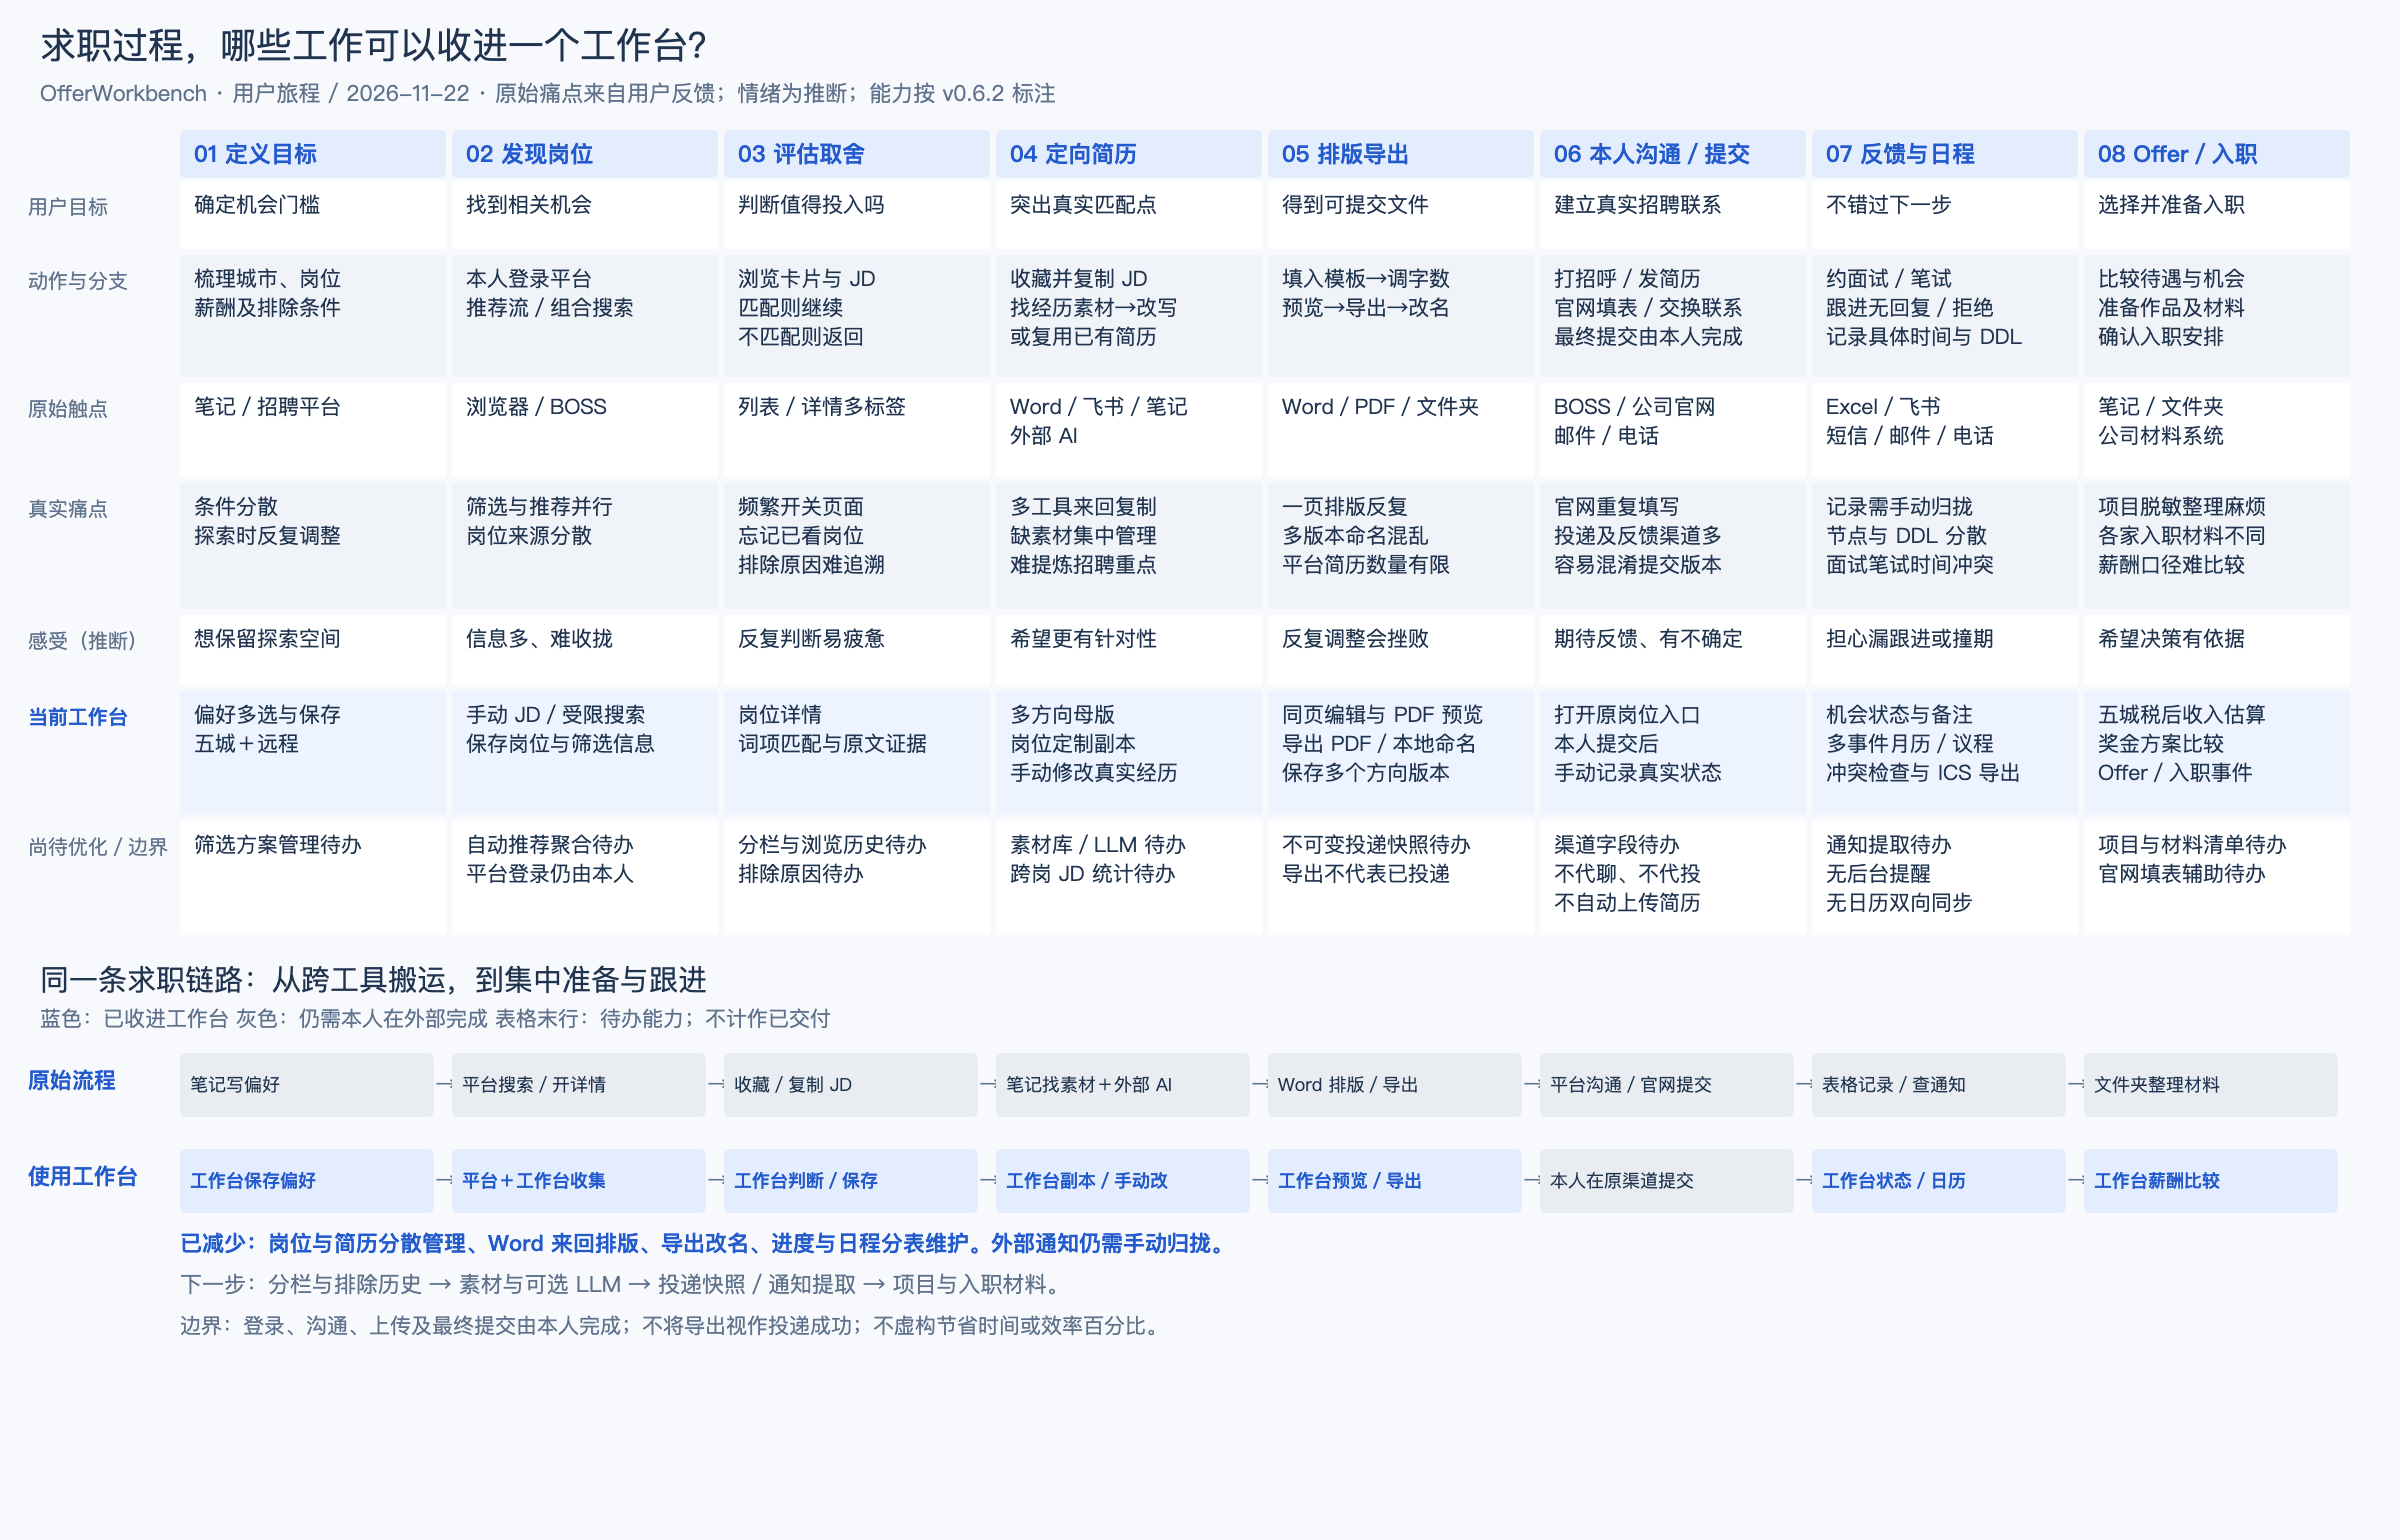 求职过程，哪些工作可以收进一个工作台?
OfferWorkbench · 用户旅程 / 2026-11-22 · 原始痛点来自用户反馈；情绪为推断；能力按 v0.6.2 标注
01 定义目标
02 发现岗位
03 评估取舍
04 定向简历
05 排版导出
06 本人沟通 / 提交
07 反馈与日程
08 Offer / 入职
用户目标
确定机会门槛
找到相关机会
判断值得投入吗
突出真实匹配点
得到可提交文件
建立真实招聘联系
不错过下一步
选择并准备入职
动作与分支
梳理城市、岗位
薪酬及排除条件
本人登录平台
推荐流 / 组合搜索
浏览卡片与 JD
匹配则继续
不匹配则返回
收藏并复制 JD
找经历素材→改写
或复用已有简历
填入模板→调字数
预览→导出→改名
打招呼 / 发简历
官网填表 / 交换联系
最终提交由本人完成
约面试 / 笔试
跟进无回复 / 拒绝
记录具体时间与 DDL
比较待遇与机会
准备作品及材料
确认入职安排
原始触点
笔记 / 招聘平台
浏览器 / BOSS
列表 / 详情多标签
Word / 飞书 / 笔记
外部 AI
Word / PDF / 文件夹
BOSS / 公司官网
邮件 / 电话
Excel / 飞书
短信 / 邮件 / 电话
笔记 / 文件夹
公司材料系统
真实痛点
条件分散
探索时反复调整
筛选与推荐并行
岗位来源分散
频繁开关页面
忘记已看岗位
排除原因难追溯
多工具来回复制
缺素材集中管理
难提炼招聘重点
一页排版反复
多版本命名混乱
平台简历数量有限
官网重复填写
投递及反馈渠道多
容易混淆提交版本
记录需手动归拢
节点与 DDL 分散
面试笔试时间冲突
项目脱敏整理麻烦
各家入职材料不同
薪酬口径难比较
感受（推断）
想保留探索空间
信息多、难收拢
反复判断易疲惫
希望更有针对性
反复调整会挫败
期待反馈、有不确定
担心漏跟进或撞期
希望决策有依据
当前工作台
偏好多选与保存
五城＋远程
手动 JD / 受限搜索
保存岗位与筛选信息
岗位详情
词项匹配与原文证据
多方向母版
岗位定制副本
手动修改真实经历
同页编辑与 PDF 预览
导出 PDF / 本地命名
保存多个方向版本
打开原岗位入口
本人提交后
手动记录真实状态
机会状态与备注
多事件月历 / 议程
冲突检查与 ICS 导出
五城税后收入估算
奖金方案比较
Offer / 入职事件
尚待优化 / 边界
筛选方案管理待办
自动推荐聚合待办
平台登录仍由本人
分栏与浏览历史待办
排除原因待办
素材库 / LLM 待办
跨岗 JD 统计待办
不可变投递快照待办
导出不代表已投递
渠道字段待办
不代聊、不代投
不自动上传简历
通知提取待办
无后台提醒
无日历双向同步
项目与材料清单待办
官网填表辅助待办
同一条求职链路：从跨工具搬运，到集中准备与跟进
蓝色：已收进工作台 灰色：仍需本人在外部完成 表格末行：待办能力；不计作已交付
原始流程
笔记写偏好
→ 平台搜索 / 开详情
→ 收藏 / 复制 JD
→ 笔记找素材＋外部 AI
→ Word 排版 / 导出
→ 平台沟通 / 官网提交
→ 表格记录 / 查通知
→ 文件夹整理材料
使用工作台
工作台保存偏好
→ 平台＋工作台收集
→ 工作台判断 / 保存
→ 工作台副本 / 手动改
→ 工作台预览 / 导出
→ 本人在原渠道提交
→ 工作台状态 / 日历
→ 工作台薪酬比较
已减少：岗位与简历分散管理、Word 来回排版、导出改名、进度与日程分表维护。外部通知仍需手动归拢。
下一步：分栏与排除历史 → 素材与可选 LLM → 投递快照 / 通知提取 → 项目与入职材料。
边界：登录、沟通、上传及最终提交由本人完成；不将导出视作投递成功；不虚构节省时间或效率百分比。